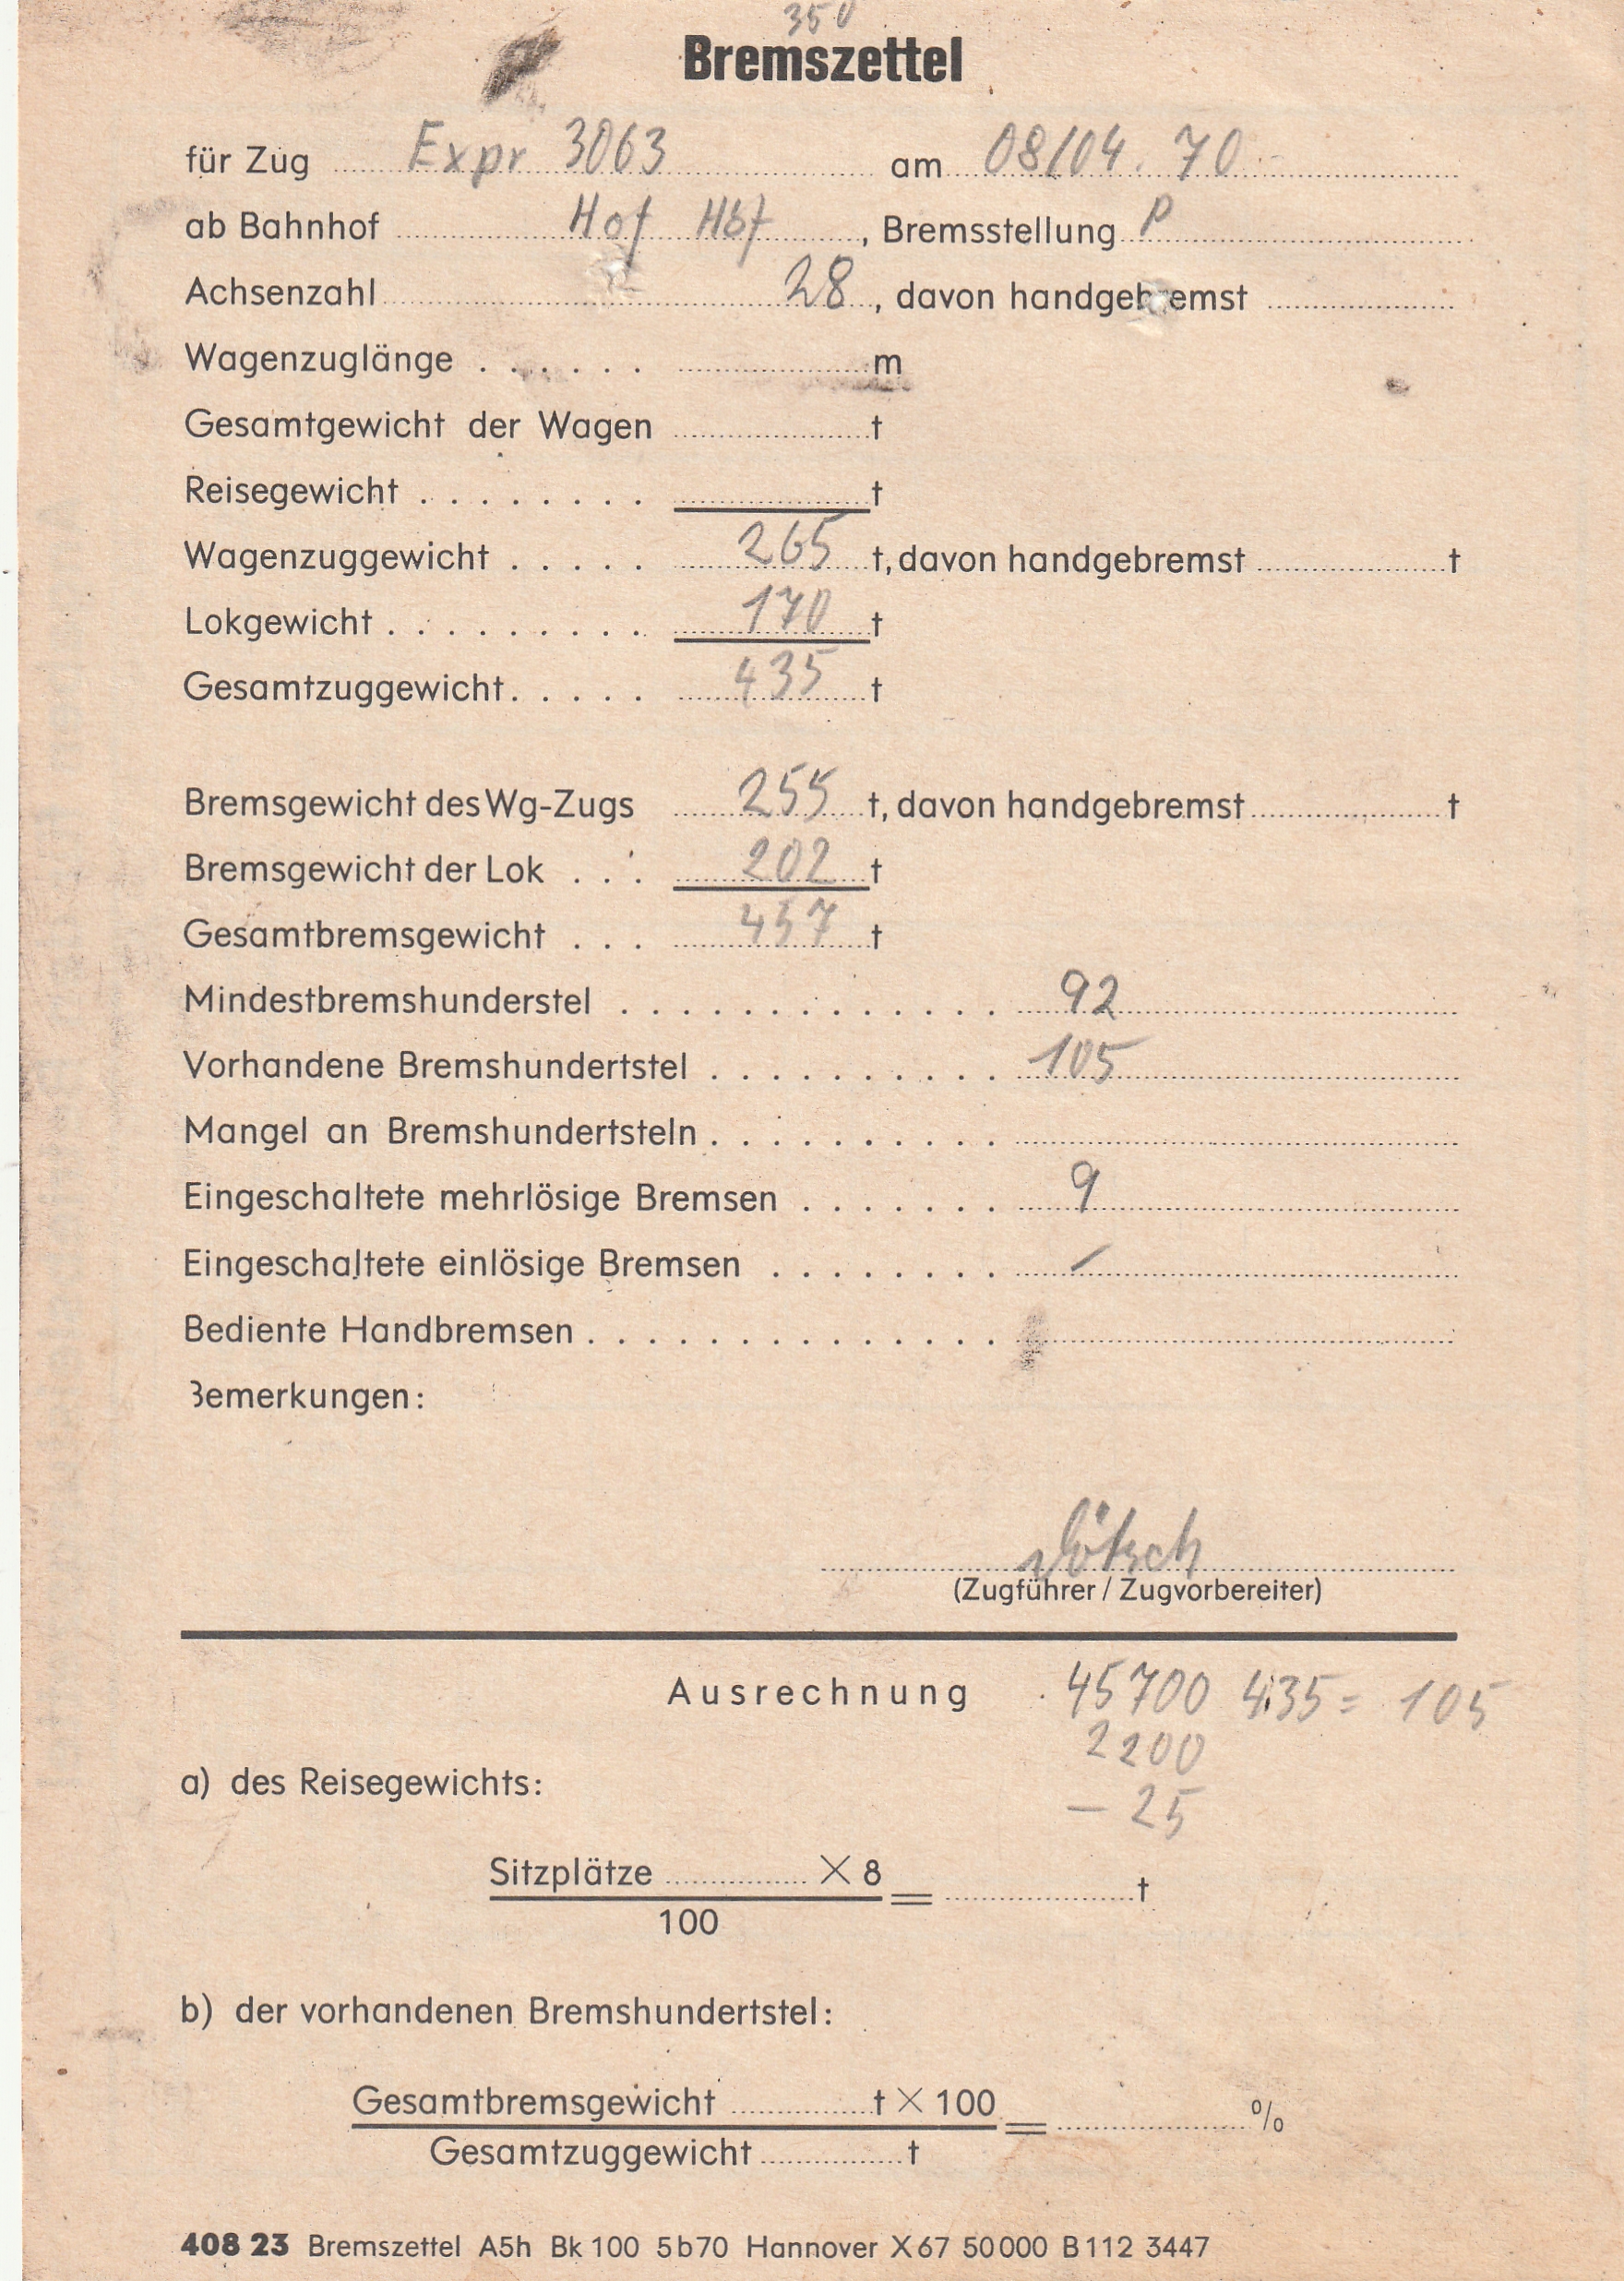 350
Bremszettel
für Zug Expr 3063 am 08/04. 70
ab Bahnhof Hof Hbf, Bremsstellung P
Achsenzahl 28, davon handgebremst
Wagenzuglänge . . . . . . m
Gesamtgewicht der Wagen t
Reisegewicht . . . . . . . . t
Wagenzuggewicht . . . . . 265 t, davon handgebremst t
Lokgewicht . . . . . . . . . 170 t
Gesamtzuggewicht . . . . . 435 t
Bremsgewicht des Wg-Zugs 255 t, davon handgebremst t
Bremsgewicht der Lok . . . 202 t
Gesamtbremsgewicht . . . 457 t
Mindestbremshunderstel . . . . . . . . . . . . . 92
Vorhandene Bremshundertstel . . . . . . . . . . 105
Mangel an Bremshundertsteln . . . . . . . . . .
Eingeschaltete mehrlösige Bremsen . . . . . . . 9
Eingeschaltete einlösige Bremsen . . . . . . . . /
Bediente Handbremsen . . . . . . . . . . . . . .
Bemerkungen:
(Zugführer / Zugvorbereiter)
Ausrechnung 45700 435 = 105
2200
a) des Reisegewichts:
– 25
Sitzplätze × 8 = t
100
b) der vorhandenen Bremshundertstel:
Gesamtbremsgewicht t × 100 = %
Gesamtzuggewicht t
408 23 Bremszettel A5h Bk 100 5b70 Hannover X 67 50 000 B 112 3447